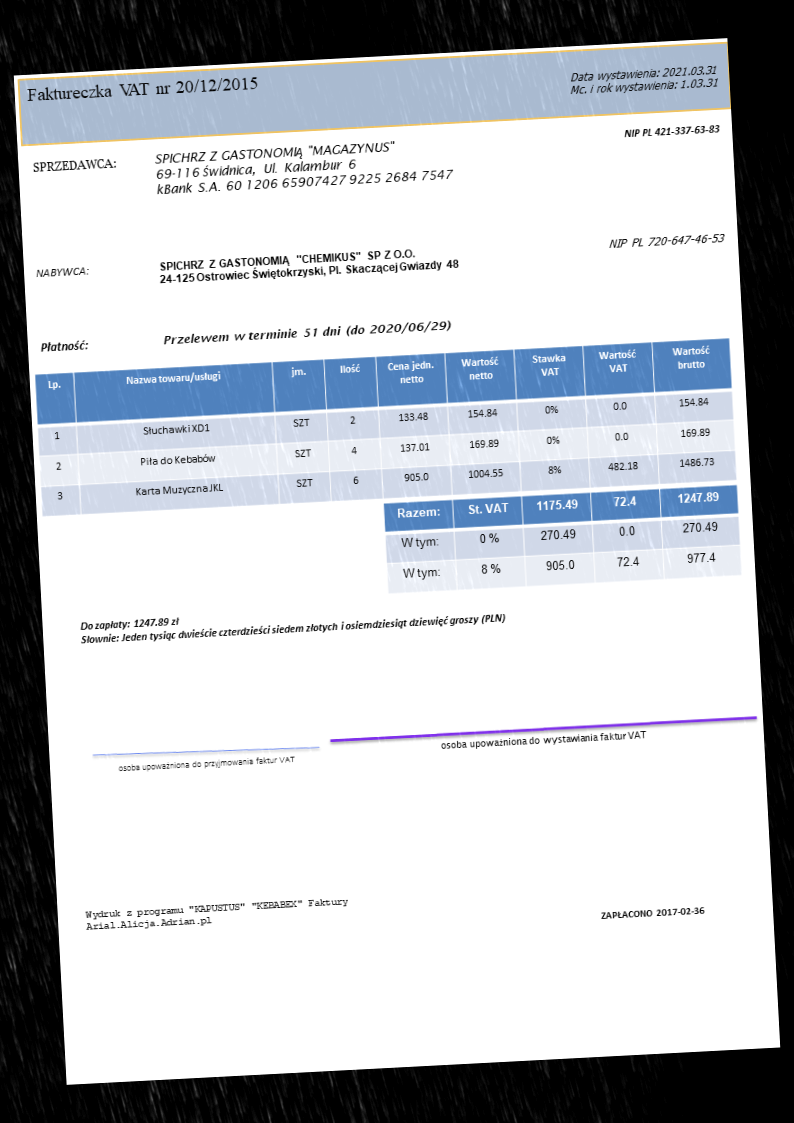 Faktureczka VAT nr 20/12/2015
Data wystawienia: 2021.03.31
Mc. i rok wystawienia: 1.03.31
NIP PL 421-337-63-83
SPRZEDAWCA:
SPICHRZ Z GASTONOMIĄ "MAGAZYNUS"
69-116 Świdnica, Ul. Kalambur 6
kBank S.A. 60 1206 65907427 9225 2684 7547
NIP PL 720-647-46-53
NABYWCA:
SPICHRZ Z GASTONOMIĄ "CHEMIKUS" SP Z O.O.
24-125 Ostrowiec Świętokrzyski, Pl. Skaczącej Gwiazdy 48
Płatność: Przelewem w terminie 51 dni (do 2020/06/29)
Lp. Nazwa towaru/usługi jm. Ilość Cena jedn. netto Wartość netto Stawka VAT Wartość VAT Wartość brutto
1 Słuchawki XD1 SZT 2 133.48 154.84 0% 0.0 154.84
2 Piła do Kebabów SZT 4 137.01 169.89 0% 0.0 169.89
3 Karta Muzyczna JKL SZT 6 905.0 1004.55 8% 482.18 1486.73
Razem: St. VAT 1175.49 72.4 1247.89
W tym: 0 % 270.49 0.0 270.49
W tym: 8 % 905.0 72.4 977.4
Do zapłaty: 1247.89 zł
Słownie: Jeden tysiąc dwieście czterdzieści siedem złotych i osiemdziesiąt dziewięć groszy (PLN)
osoba upoważniona do przyjmowania faktur VAT
osoba upoważniona do wystawiania faktur VAT
Wydruk z programu "KAPUSTUS" "KEBABEX" Faktury
Arial.Alicja.Adrian.pl
ZAPŁACONO 2017-02-36